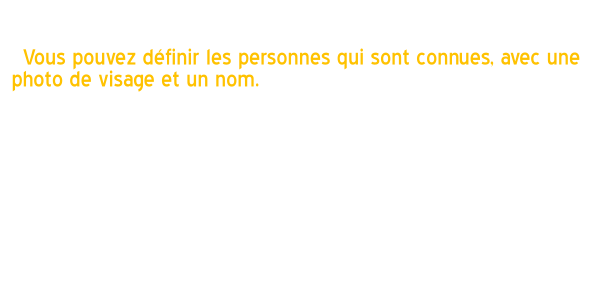 Vous pouvez définir les personnes qui sont connues, avec une
photo de visage et un nom.